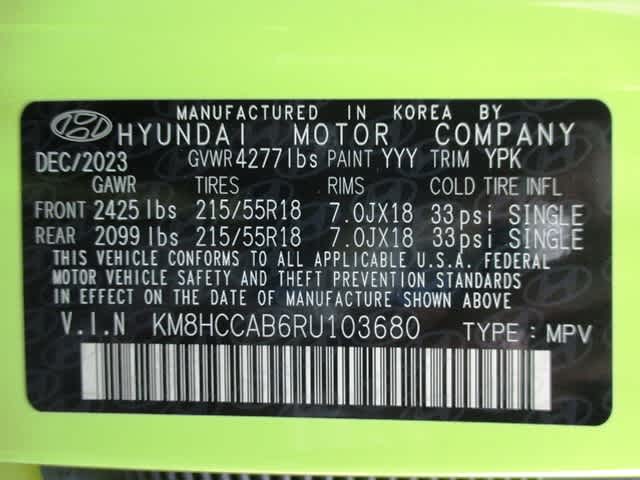 MANUFACTURED IN KOREA BY
HYUNDAI MOTOR COMPANY
DEC/2023 GVWR 4277lbs PAINT YYY TRIM YPK
GAWR TIRES RIMS COLD TIRE INFL
FRONT 2425lbs 215/55R18 7.0JX18 33psi SINGLE
REAR 2099lbs 215/55R18 7.0JX18 33psi SINGLE
THIS VEHICLE CONFORMS TO ALL APPLICABLE U.S.A. FEDERAL
MOTOR VEHICLE SAFETY AND THEFT PREVENTION STANDARDS
IN EFFECT ON THE DATE OF MANUFACTURE SHOWN ABOVE.
V.I.N KM8HCCAB6RU103680 TYPE : MPV